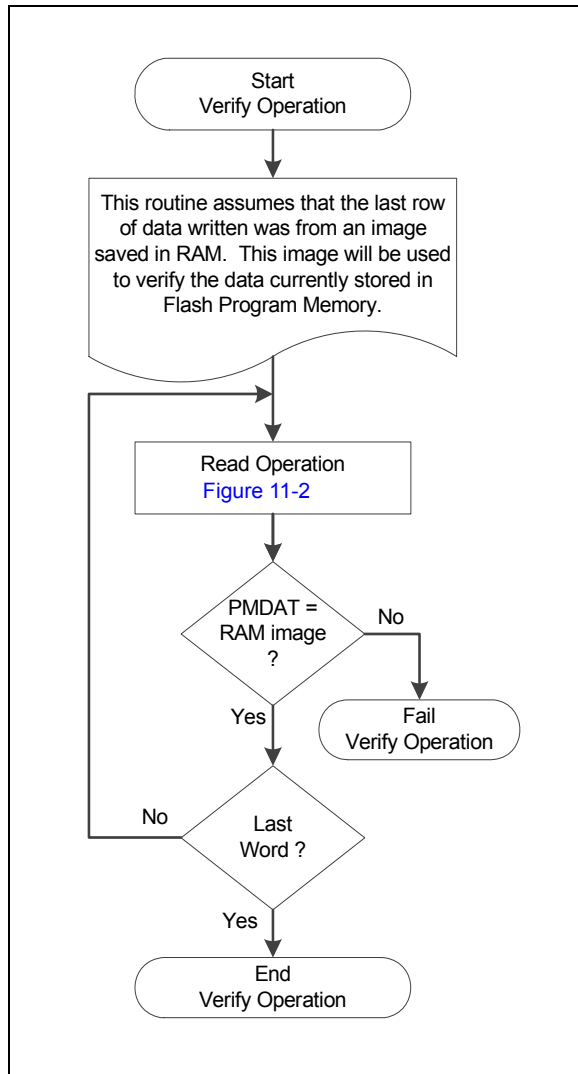 Start
Verify Operation
This routine assumes that the last row
of data written was from an image
saved in RAM. This image will be used
to verify the data currently stored in
Flash Program Memory.
Read Operation
Figure 11-2
PMDAT =
RAM image
?
No
Yes
Fail
Verify Operation
No
Last
Word ?
Yes
End
Verify Operation